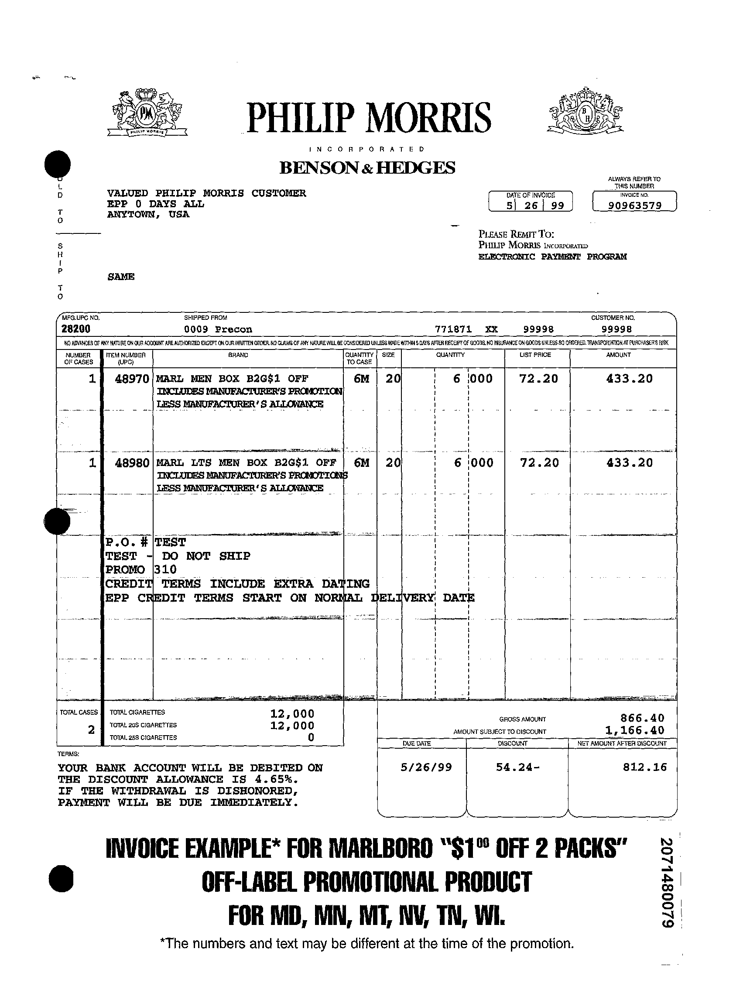 PM
PHILIP MORRIS
PHILIP MORRIS
B
H
INCORPORATED
BENSON & HEDGES
ALWAYS REFER TO
THIS NUMBER
VALUED PHILIP MORRIS CUSTOMER
EPP 0 DAYS ALL
ANYTOWN, USA
DATE OF INVOICE
5 26 99
INVOICE NO.
90963579
L
D
T
O
PLEASE REMIT TO:
PHILIP MORRIS INCORPORATED
ELECTRONIC PAYMENT PROGRAM
S
H
I
P
T
O
SAME
MFG. UPC NO. SHIPPED FROM CUSTOMER NO.
28200 0009 Precon 771871 XX 99998 99998
NO ADVANCES OF ANY NATURE ON OUR ACCOUNT ARE AUTHORIZED EXCEPT ON OUR WRITTEN ORDER. NO CLAIMS OF ANY NATURE WILL BE CONSIDERED UNLESS MADE WITHIN 5 DAYS AFTER RECEIPT OF GOODS. NO INSURANCE ON GOODS UNLESS SO ORDERED. TRANSPORTATION AT PURCHASER'S RISK.
NUMBER OF CASES ITEM NUMBER (UPC) BRAND QUANTITY TO CASE SIZE QUANTITY LIST PRICE AMOUNT
1 48970 MARL MEN BOX B2G$1 OFF 6M 20 6 000 72.20 433.20
INCLUDES MANUFACTURER'S PROMOTION
LESS MANUFACTURER'S ALLOWANCE
1 48980 MARL LTS MEN BOX B2G$1 OFF 6M 20 6 000 72.20 433.20
INCLUDES MANUFACTURER'S PROMOTIONS
LESS MANUFACTURER'S ALLOWANCE
P.O. # TEST
TEST - DO NOT SHIP
PROMO 310
CREDIT TERMS INCLUDE EXTRA DATING
EPP CREDIT TERMS START ON NORMAL DELIVERY DATE
TOTAL CASES
2
TOTAL CIGARETTES 12,000
TOTAL 20S CIGARETTES 12,000
TOTAL 25S CIGARETTES 0
GROSS AMOUNT 866.40
AMOUNT SUBJECT TO DISCOUNT 1,166.40
DUE DATE DISCOUNT NET AMOUNT AFTER DISCOUNT
5/26/99 54.24- 812.16
TERMS:
YOUR BANK ACCOUNT WILL BE DEBITED ON
THE DISCOUNT ALLOWANCE IS 4.65%.
IF THE WITHDRAWAL IS DISHONORED,
PAYMENT WILL BE DUE IMMEDIATELY.
INVOICE EXAMPLE* FOR MARLBORO "$1⁰⁰ OFF 2 PACKS"
OFF-LABEL PROMOTIONAL PRODUCT
FOR MD, MN, MT, NV, TN, WI.
*The numbers and text may be different at the time of the promotion.
2071480079